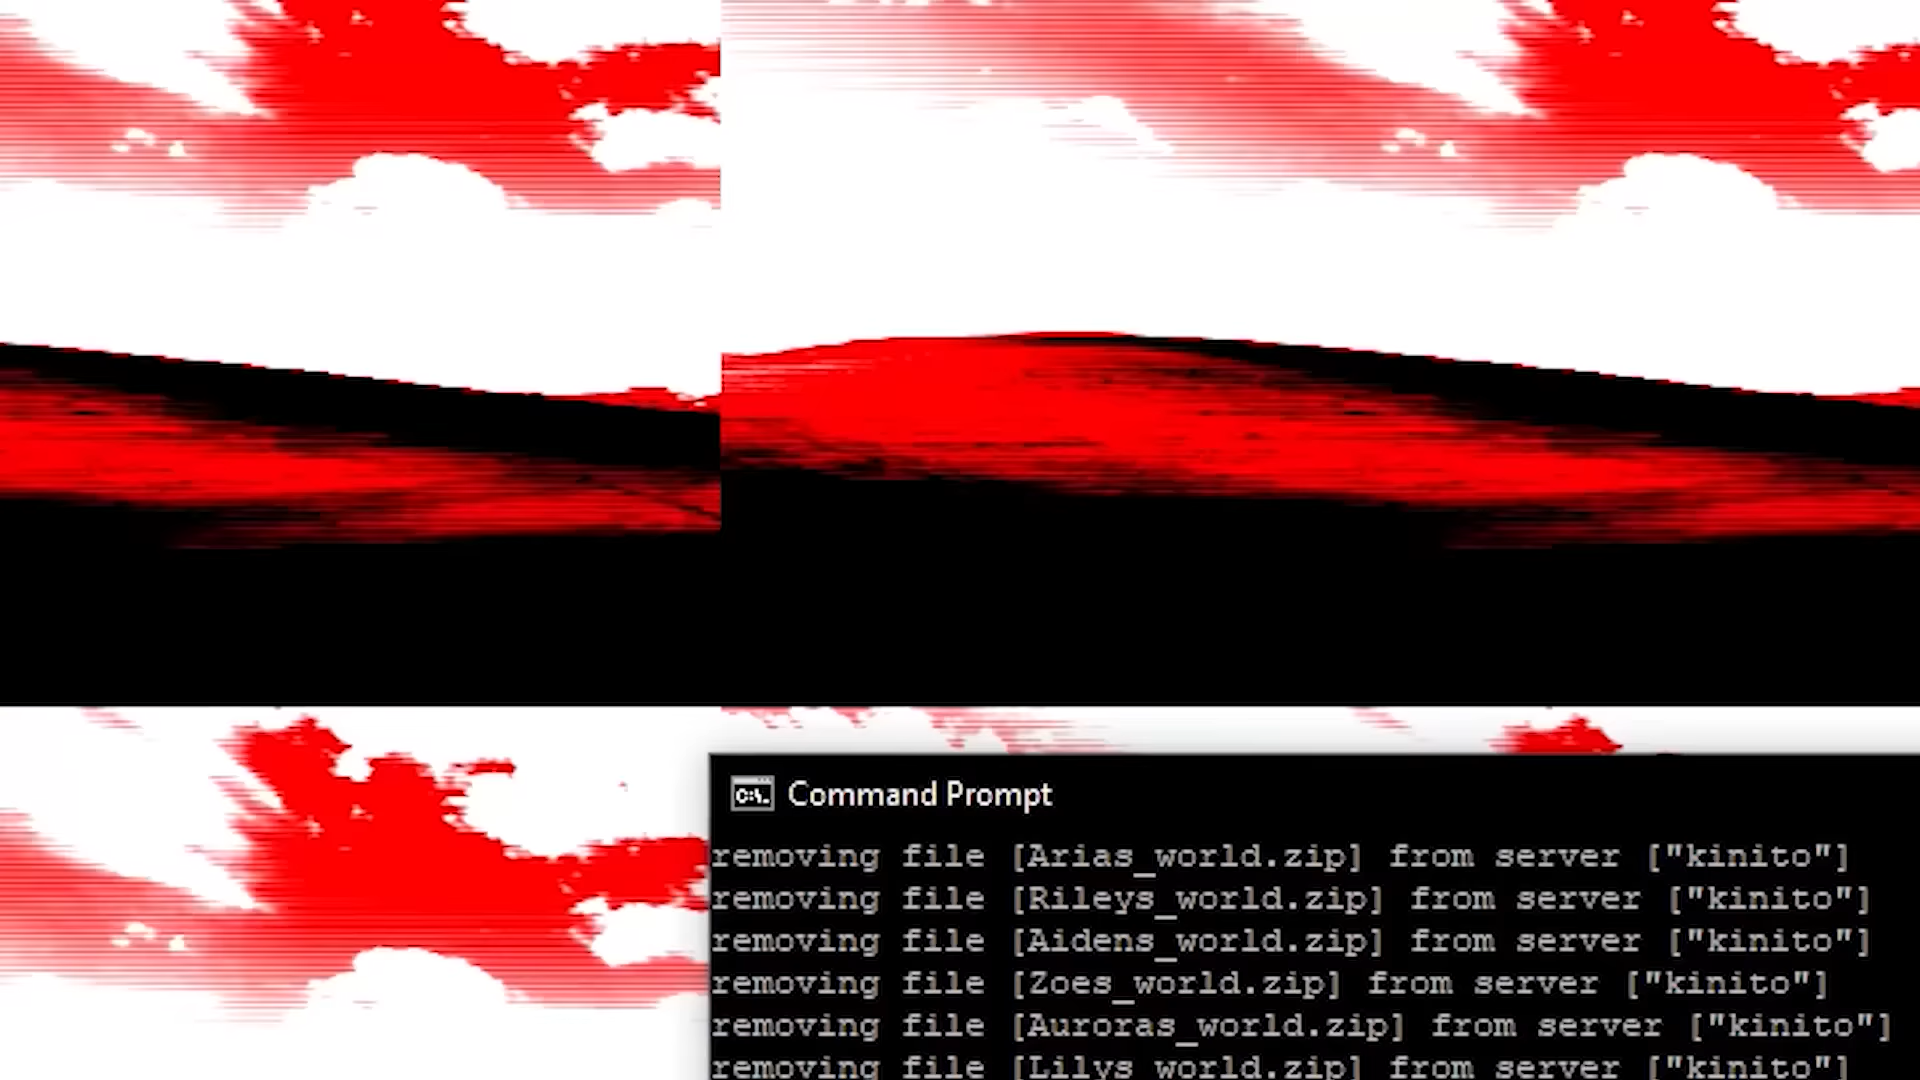 C:\.
Command Prompt
removing file [Arias_world.zip] from server ["kinito"]
removing file [Rileys_world.zip] from server ["kinito"]
removing file [Aidens_world.zip] from server ["kinito"]
removing file [Zoes_world.zip] from server ["kinito"]
removing file [Auroras_world.zip] from server ["kinito"]
removing file [Lilys_world.zip] from server ["kinito"]